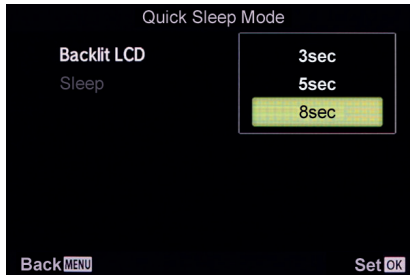 Quick Sleep Mode
Backlit LCD
3sec
Sleep
5sec
8sec
Back MENU
Set OK